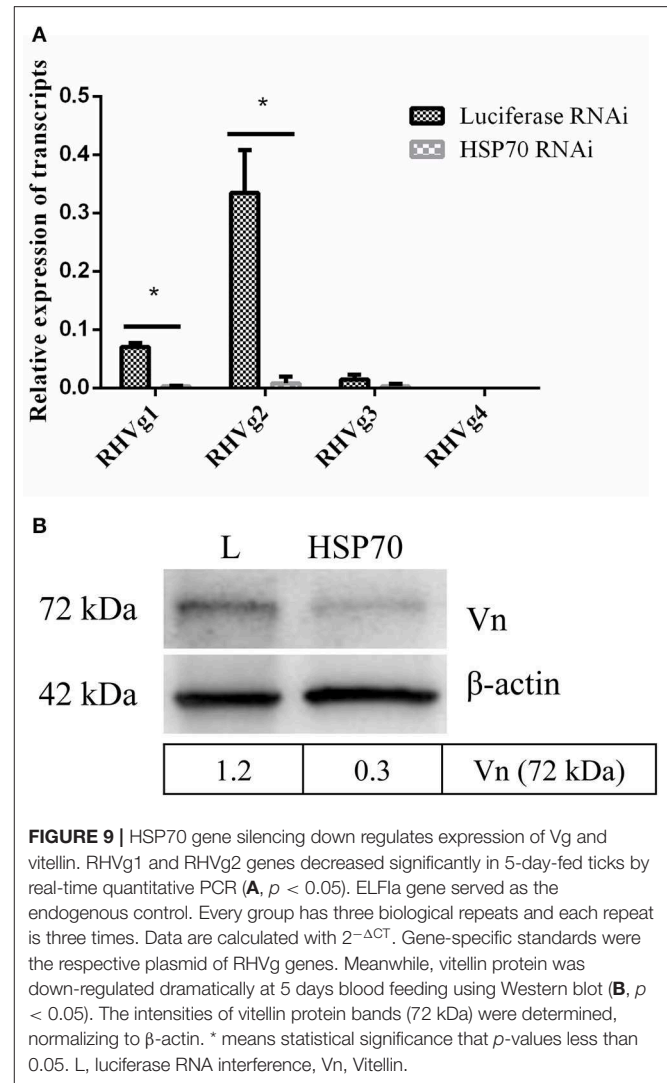 A
Relative expression of transcripts
0.5
0.4
0.3
0.2
0.1
0.0
*
*
Luciferase RNAi
HSP70 RNAi
RHVg1
RHVg2
RHVg3
RHVg4
B
L HSP70
72 kDa
Vn
42 kDa
β-actin
1.2 0.3 Vn (72 kDa)
FIGURE 9 | HSP70 gene silencing down regulates expression of Vg and
vitellin. RHVg1 and RHVg2 genes decreased significantly in 5-day-fed ticks by
real-time quantitative PCR (A, p < 0.05). ELFIa gene served as the
endogenous control. Every group has three biological repeats and each repeat
is three times. Data are calculated with 2−ΔCT. Gene-specific standards were
the respective plasmid of RHVg genes. Meanwhile, vitellin protein was
down-regulated dramatically at 5 days blood feeding using Western blot (B, p
< 0.05). The intensities of vitellin protein bands (72 kDa) were determined,
normalizing to β-actin. * means statistical significance that p-values less than
0.05. L, luciferase RNA interference, Vn, Vitellin.